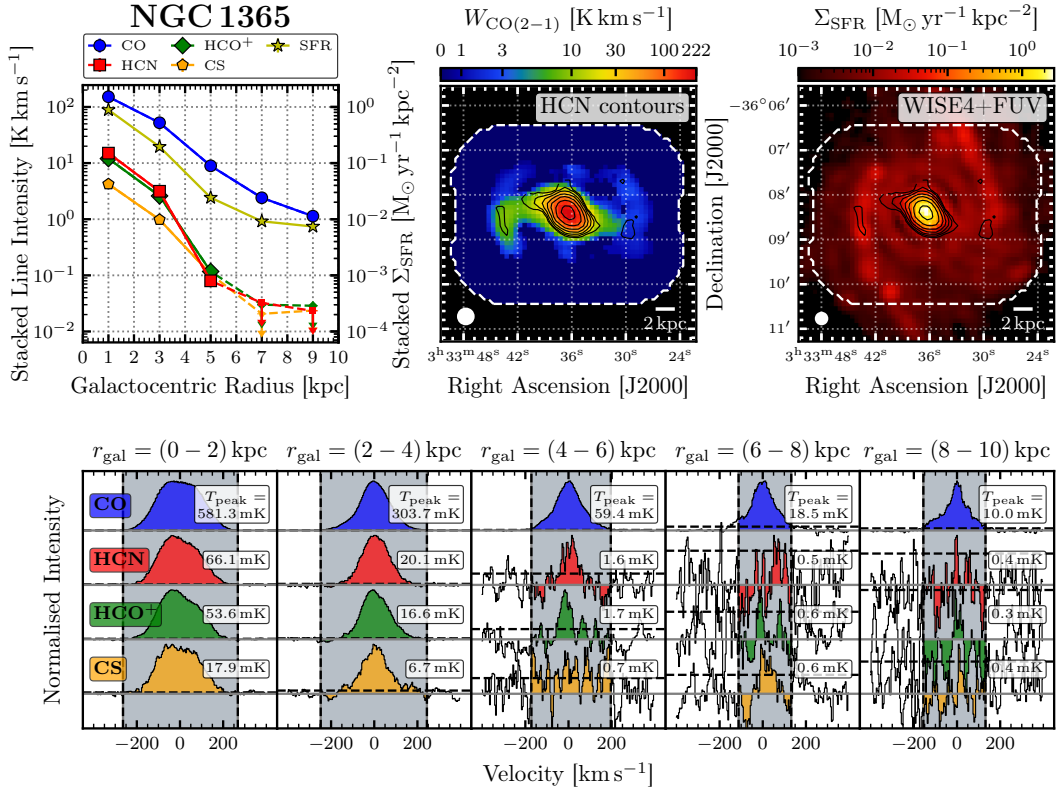 NGC 1365
CO
HCN
HCO⁺
CS
SFR
Stacked Line Intensity [K km s⁻¹]
10²
10¹
10⁰
10⁻¹
10⁻²
0 1 2 3 4 5 6 7 8 9 10
Galactocentric Radius [kpc]
10⁰
10⁻¹
10⁻²
10⁻³
10⁻⁴
Stacked Σ_SFR [M⊙ yr⁻¹ kpc⁻²]
W_CO(2−1) [K km s⁻¹]
0 1 3 10 30 100 222
HCN contours
2 kpc
3ʰ33ᵐ48ˢ 42ˢ 36ˢ 30ˢ 24ˢ
Right Ascension [J2000]
Σ_SFR [M⊙ yr⁻¹ kpc⁻²]
10⁻³ 10⁻² 10⁻¹ 10⁰
WISE4+FUV
−36°06′
07′
08′
09′
10′
11′
Declination [J2000]
2 kpc
3ʰ33ᵐ48ˢ 42ˢ 36ˢ 30ˢ 24ˢ
Right Ascension [J2000]
r_gal = (0 − 2) kpc
r_gal = (2 − 4) kpc
r_gal = (4 − 6) kpc
r_gal = (6 − 8) kpc
r_gal = (8 − 10) kpc
Normalised Intensity
CO
T_peak =
581.3 mK
T_peak =
303.7 mK
T_peak =
59.4 mK
T_peak =
18.5 mK
T_peak =
10.0 mK
HCN
66.1 mK
20.1 mK
1.6 mK
0.5 mK
0.4 mK
HCO⁺
53.6 mK
16.6 mK
1.7 mK
0.6 mK
0.3 mK
CS
17.9 mK
6.7 mK
0.7 mK
0.6 mK
0.4 mK
−200 0 200
−200 0 200
−200 0 200
−200 0 200
−200 0 200
Velocity [km s⁻¹]